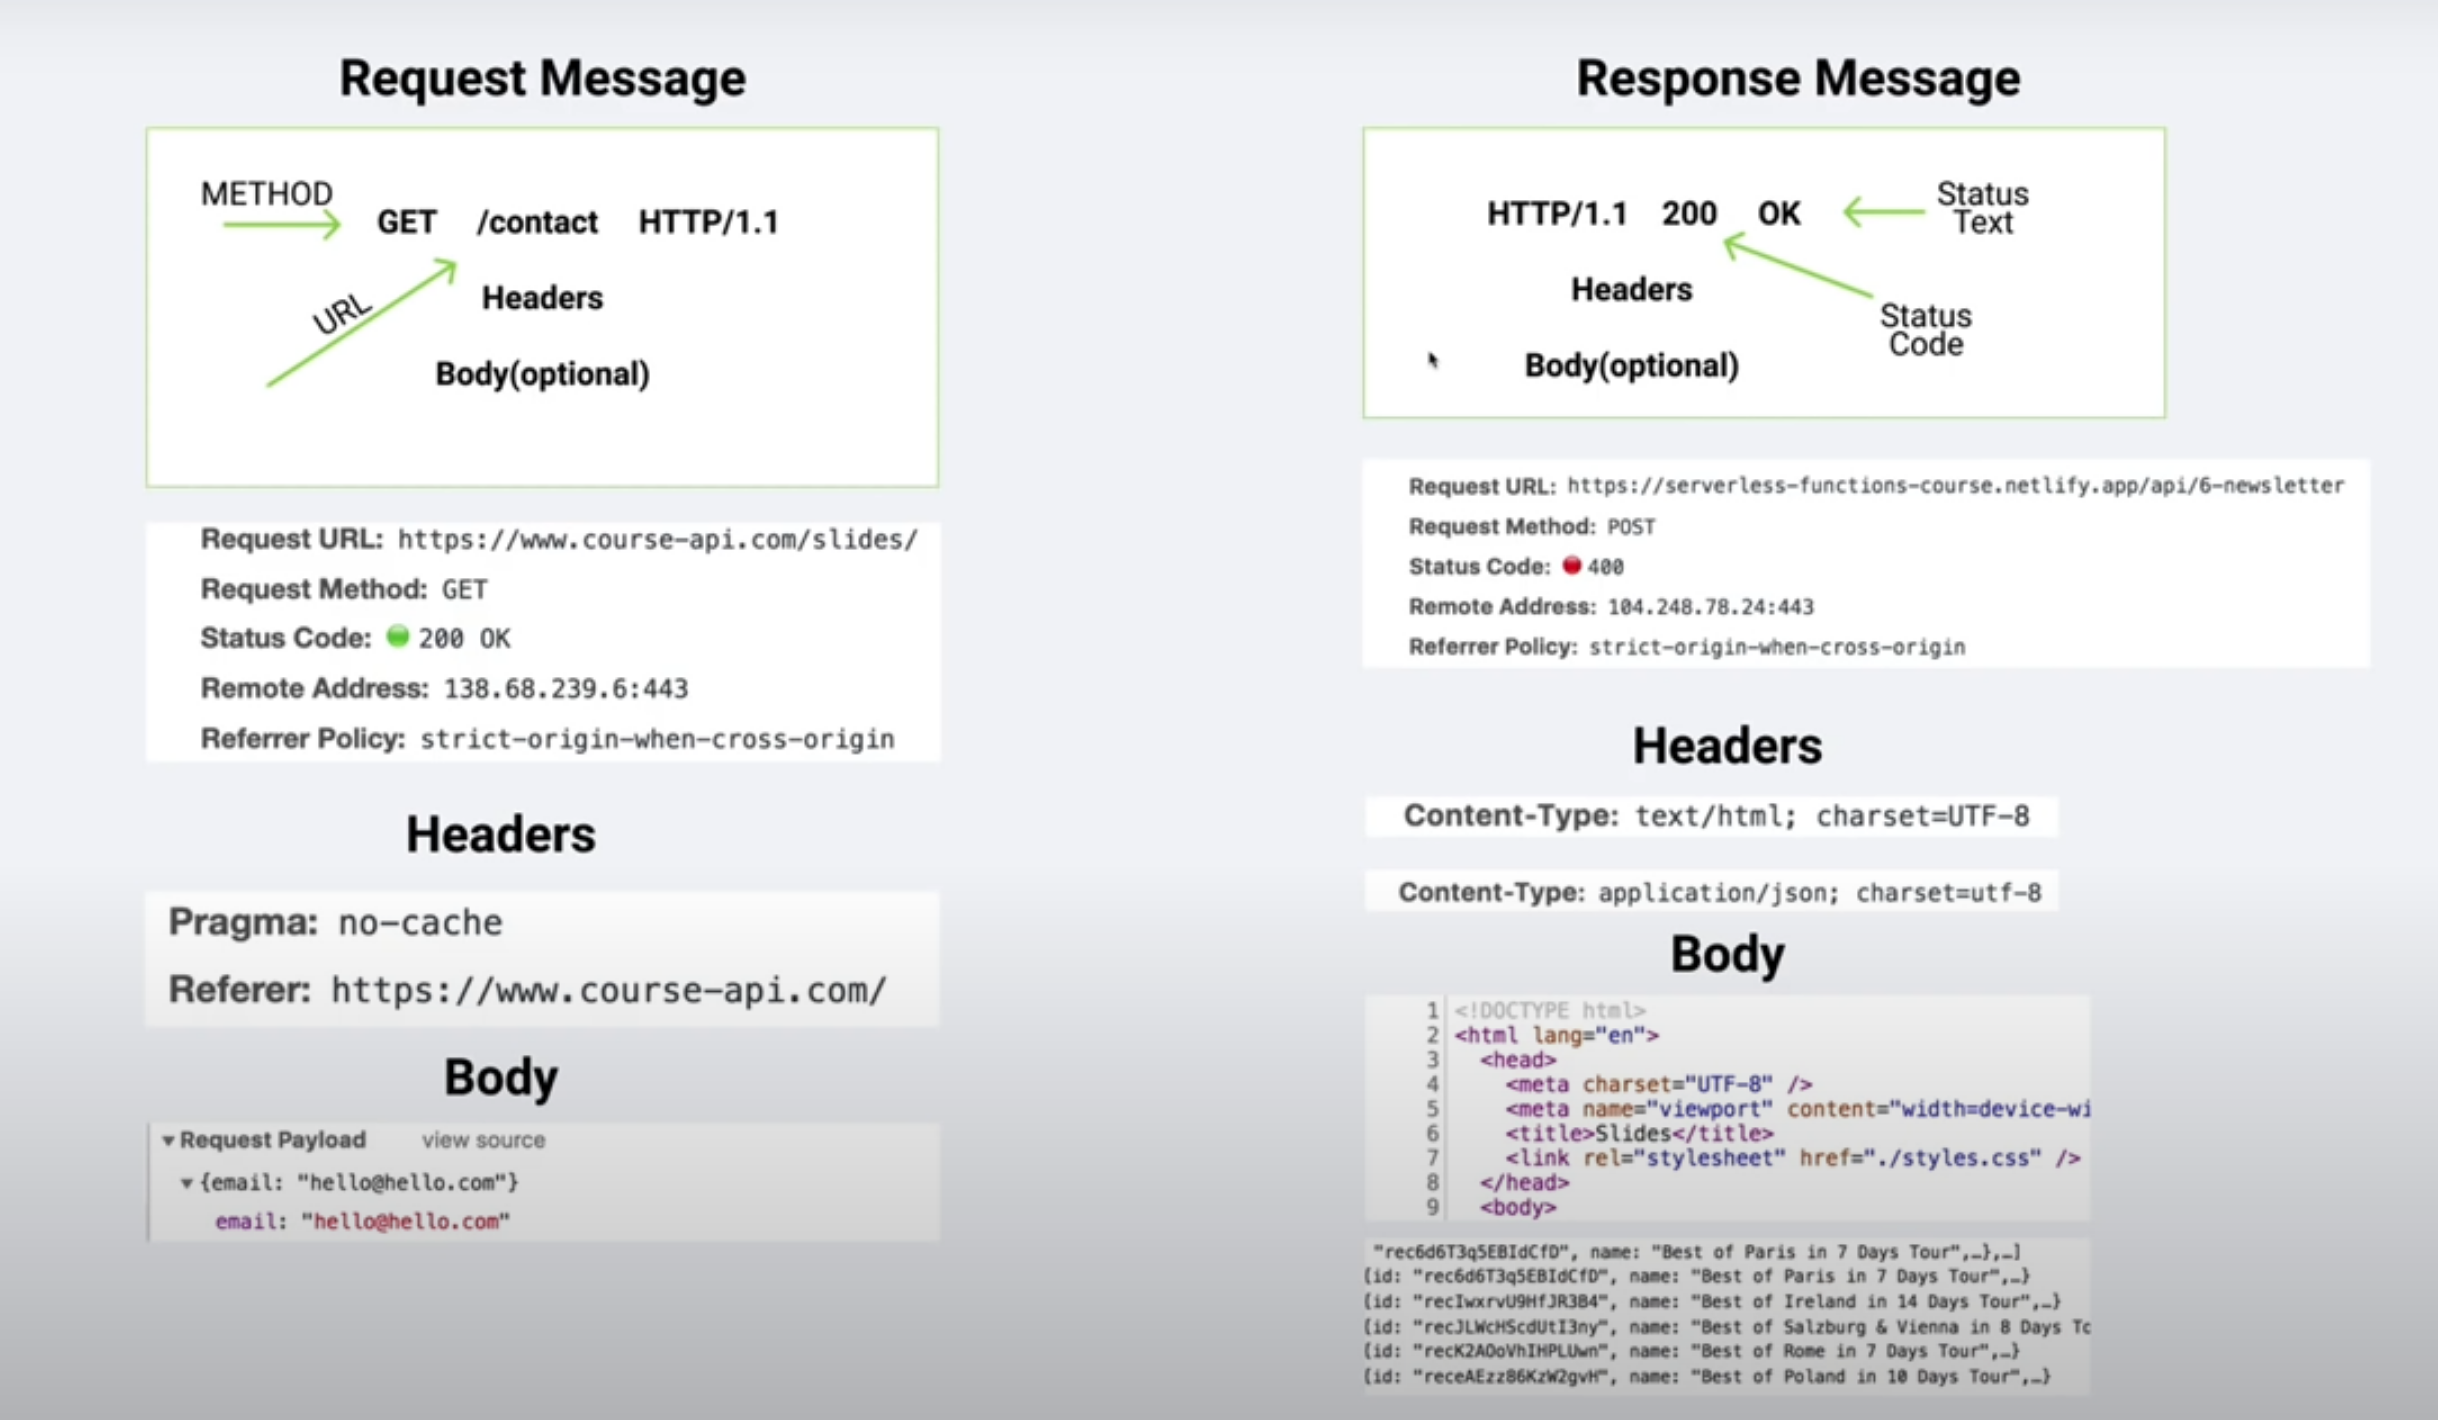 Request Message
METHOD
GET /contact HTTP/1.1
URL
Headers
Body(optional)
Request URL: https://www.course-api.com/slides/
Request Method: GET
Status Code: 200 OK
Remote Address: 138.68.239.6:443
Referrer Policy: strict-origin-when-cross-origin
Headers
Pragma: no-cache
Referer: https://www.course-api.com/
Body
Request Payload view source
{email: "hello@hello.com"}
email: "hello@hello.com"
Response Message
HTTP/1.1 200 OK
Status
Text
Headers
Status
Code
Body(optional)
Request URL: https://serverless-functions-course.netlify.app/api/6-newsletter
Request Method: POST
Status Code: 400
Remote Address: 104.248.78.24:443
Referrer Policy: strict-origin-when-cross-origin
Headers
Content-Type: text/html; charset=UTF-8
Content-Type: application/json; charset=utf-8
Body
1 <!DOCTYPE html>
2 <html lang="en">
3 <head>
4 <meta charset="UTF-8" />
5 <meta name="viewport" content="width=device-wi
6 <title>Slides</title>
7 <link rel="stylesheet" href="./styles.css" />
8 </head>
9 <body>
"rec6d6T3q5EBIdCfD", name: "Best of Paris in 7 Days Tour",…},…]
{id: "rec6d6T3q5EBIdCfD", name: "Best of Paris in 7 Days Tour",…}
{id: "recIwxrvU9HfJR3B4", name: "Best of Ireland in 14 Days Tour",…}
{id: "recJLWcHScdUtI3ny", name: "Best of Salzburg & Vienna in 8 Days To
{id: "recK2AOoVhIHPLUwn", name: "Best of Rome in 7 Days Tour",…}
{id: "receAEzz86KzW2gvH", name: "Best of Poland in 10 Days Tour",…}